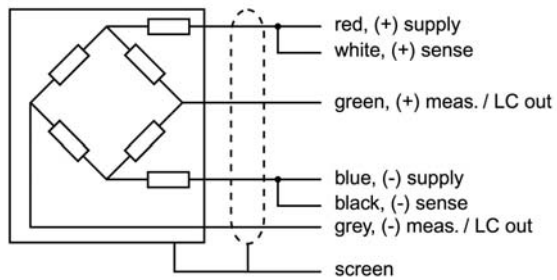 red, (+) supply
white, (+) sense
green, (+) meas. / LC out
blue, (-) supply
black, (-) sense
grey, (-) meas. / LC out
screen